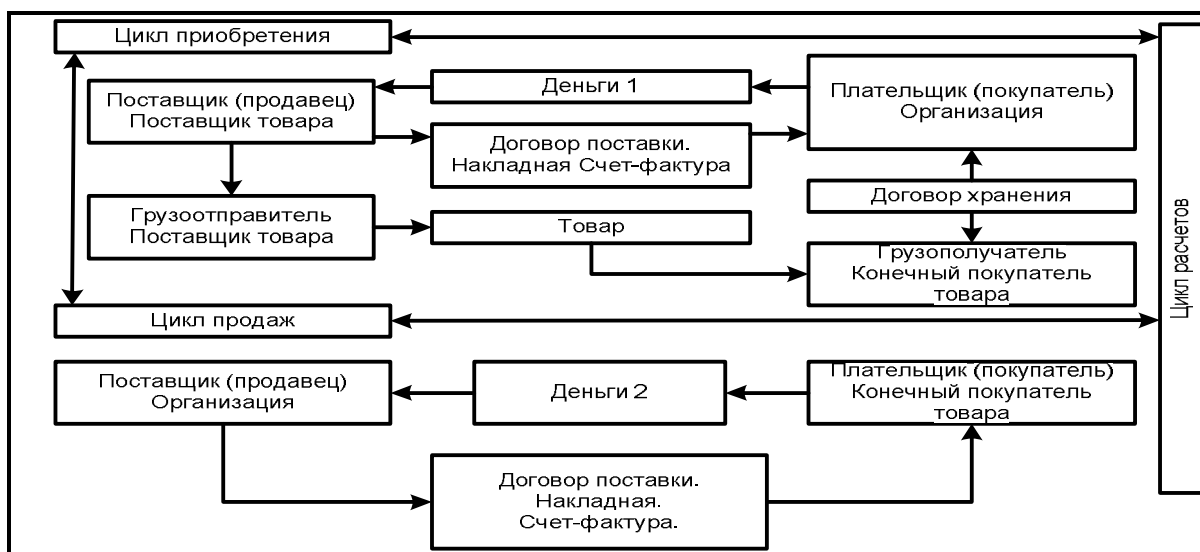 Цикл приобретения
Деньги 1
Поставщик (продавец)
Поставщик товара
Плательщик (покупатель)
Организация
Договор поставки.
Накладная Счет-фактура
Договор хранения
Грузоотправитель
Поставщик товара
Товар
Грузополучатель
Конечный покупатель
товара
Цикл продаж
Цикл расчетов
Поставщик (продавец)
Организация
Деньги 2
Плательщик (покупатель)
Конечный покупатель
товара
Договор поставки.
Накладная.
Счет-фактура.